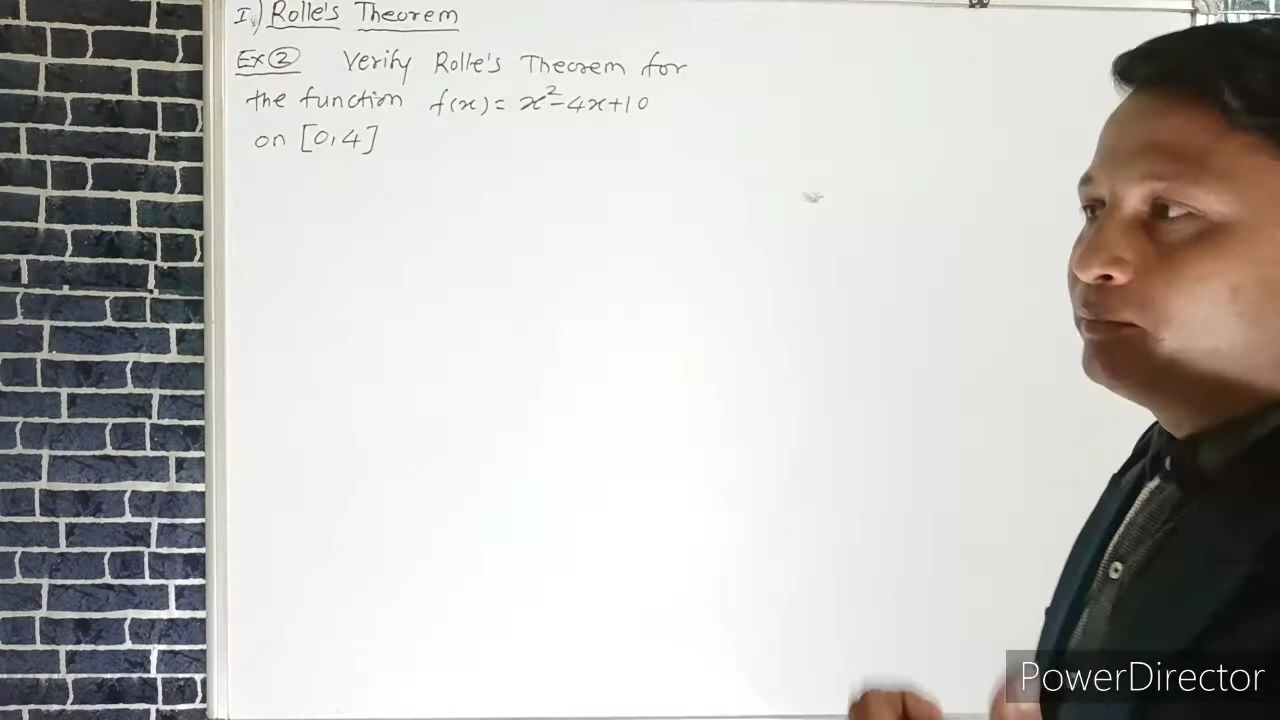 I.) Rolle's Theorem
Ex② Verify Rolle's Theorem for
the function f(x) = x²-4x+10
on [0,4]
PowerDirector